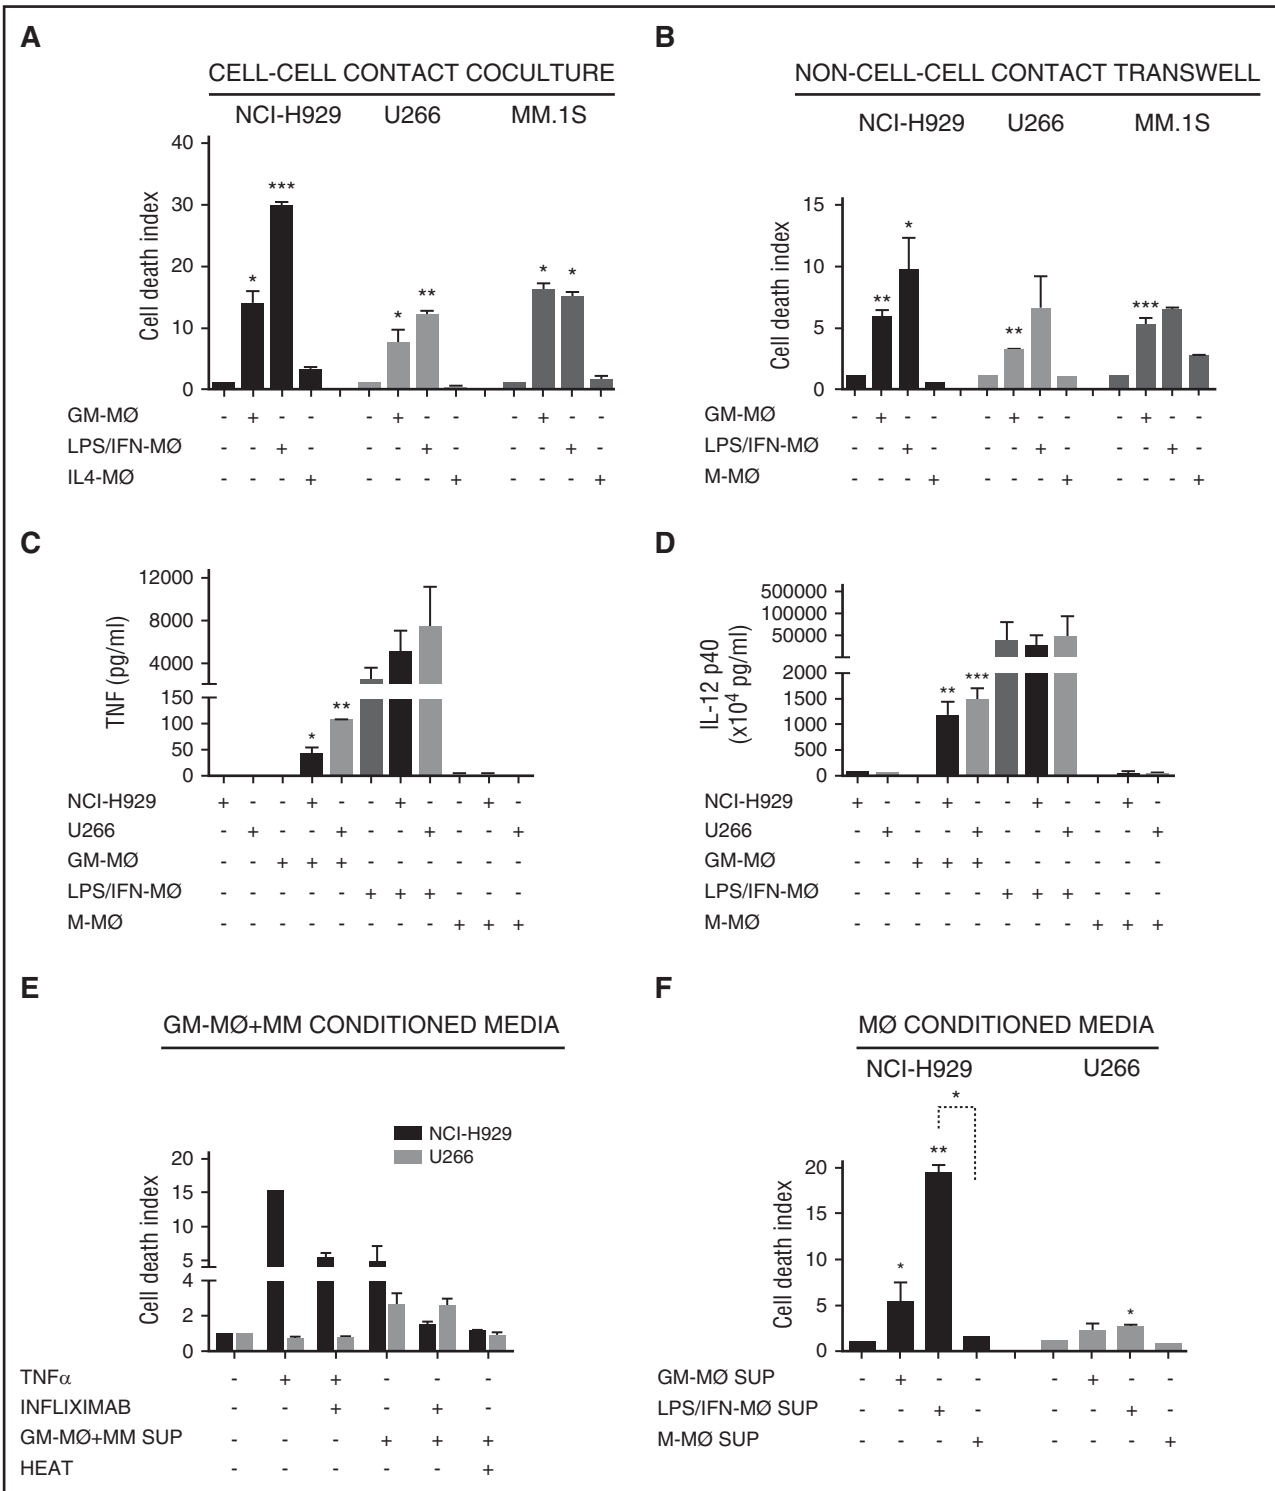 A
CELL-CELL CONTACT COCULTURE
NCI-H929 U266 MM.1S
Cell death index
40
30
20
10
0
* *** * ** * *
GM-MØ - + - - - + - - - + - -
LPS/IFN-MØ - - + - - - + - - - + -
IL4-MØ - - - + - - - + - - - +
B
NON-CELL-CELL CONTACT TRANSWELL
NCI-H929 U266 MM.1S
Cell death index
15
10
5
0
** * ** ***
GM-MØ - + - - - + - - - + - -
LPS/IFN-MØ - - + - - - + - - - + -
M-MØ - - - + - - - + - - - +
C
TNF (pg/ml)
12000
8000
4000
150
100
50
0
* **
NCI-H929 + - - + - - + - - + -
U266 - + - - + - - + - - +
GM-MØ - - + + + - - - - - -
LPS/IFN-MØ - - - - - + + + - - -
M-MØ - - - - - - - - + + +
D
IL-12 p40
(x10⁴ pg/ml)
500000
100000
50000
2000
1500
1000
500
0
** ***
NCI-H929 + - - + - - + - - + -
U266 - + - - + - - + - - +
GM-MØ - - + + + - - - - - -
LPS/IFN-MØ - - - - - + + + - - -
M-MØ - - - - - - - - + + +
E
GM-MØ+MM CONDITIONED MEDIA
NCI-H929
U266
Cell death index
20
15
10
5
4
2
0
TNFα - + + - - -
INFLIXIMAB - - + - + -
GM-MØ+MM SUP - - - + + +
HEAT - - - - - +
F
MØ CONDITIONED MEDIA
NCI-H929 U266
*
Cell death index
20
15
10
5
0
* ** *
GM-MØ SUP - + - - - + - -
LPS/IFN-MØ SUP - - + - - - + -
M-MØ SUP - - - + - - - +